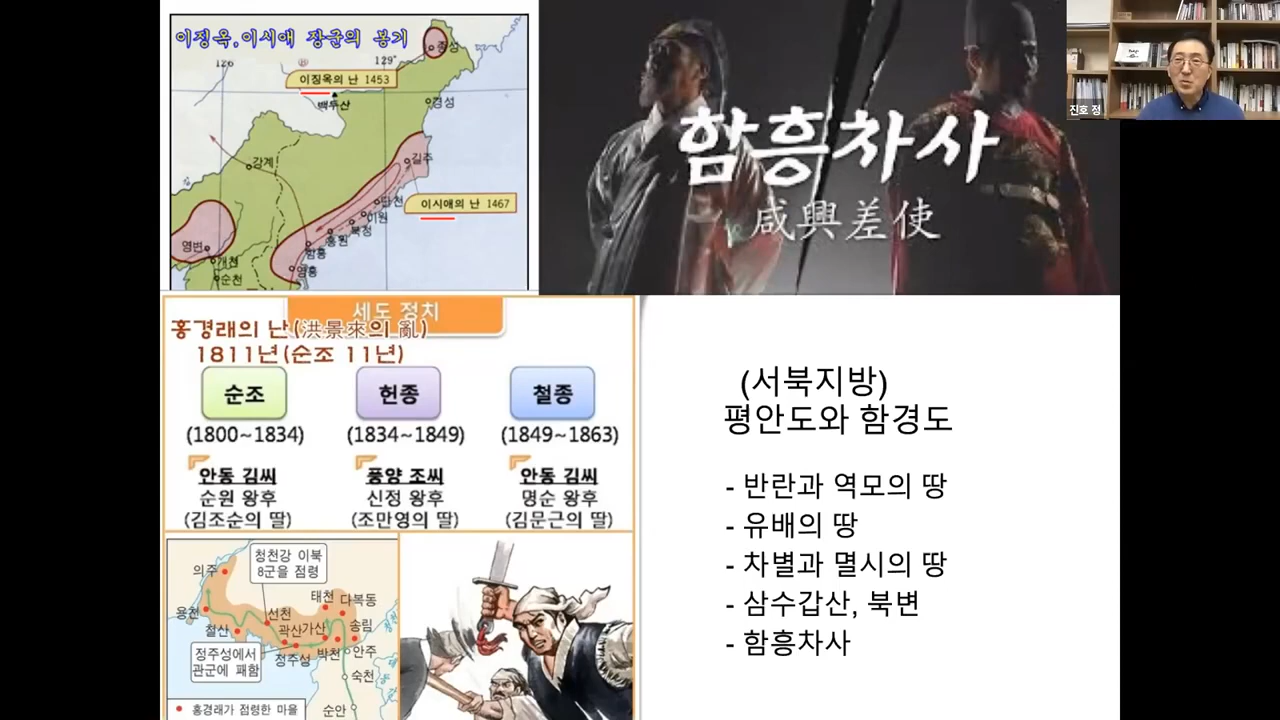 이징옥,이시애 장군의 봉기
126
129°
종성
이징옥의 난 1453
백두산
경성
강계
길주
단천
이시애의 난 1467
이원
북청
홍원
함흥
영흥
영변
개천
순천
함흥차사
咸興差使
진호 정
세도 정치
홍경래의 난(洪景來의 亂)
1811년(순조 11년)
순조
헌종
철종
(1800~1834)
(1834~1849)
(1849~1863)
안동 김씨
풍양 조씨
안동 김씨
순원 왕후
신정 왕후
명순 왕후
(김조순의 딸)
(조만영의 딸)
(김문근의 딸)
청천강 이북
8군을 점령
의주
용천
철산
선천
곽산
가산
태천
다복동
송림
정주성에서
관군에 패함
정주성
박천
안주
숙천
순안
홍경래가 점령한 마을
(서북지방)
평안도와 함경도
- 반란과 역모의 땅
- 유배의 땅
- 차별과 멸시의 땅
- 삼수갑산, 북변
- 함흥차사